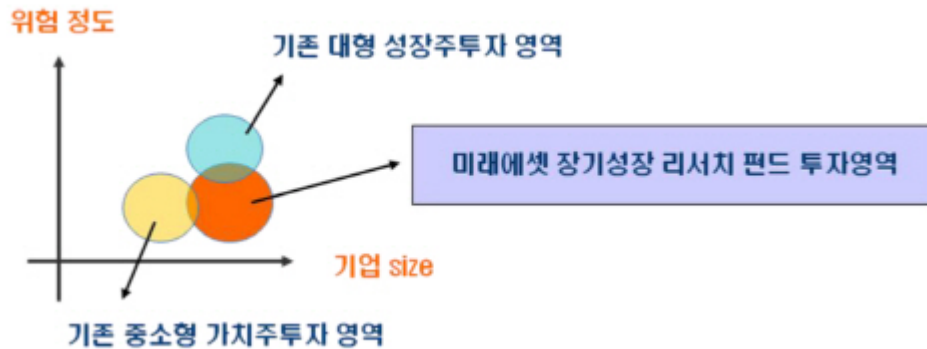 위험 정도
기존 대형 성장주투자 영역
미래에셋 장기성장 리서치 펀드 투자영역
기업 size
기존 중소형 가치주투자 영역